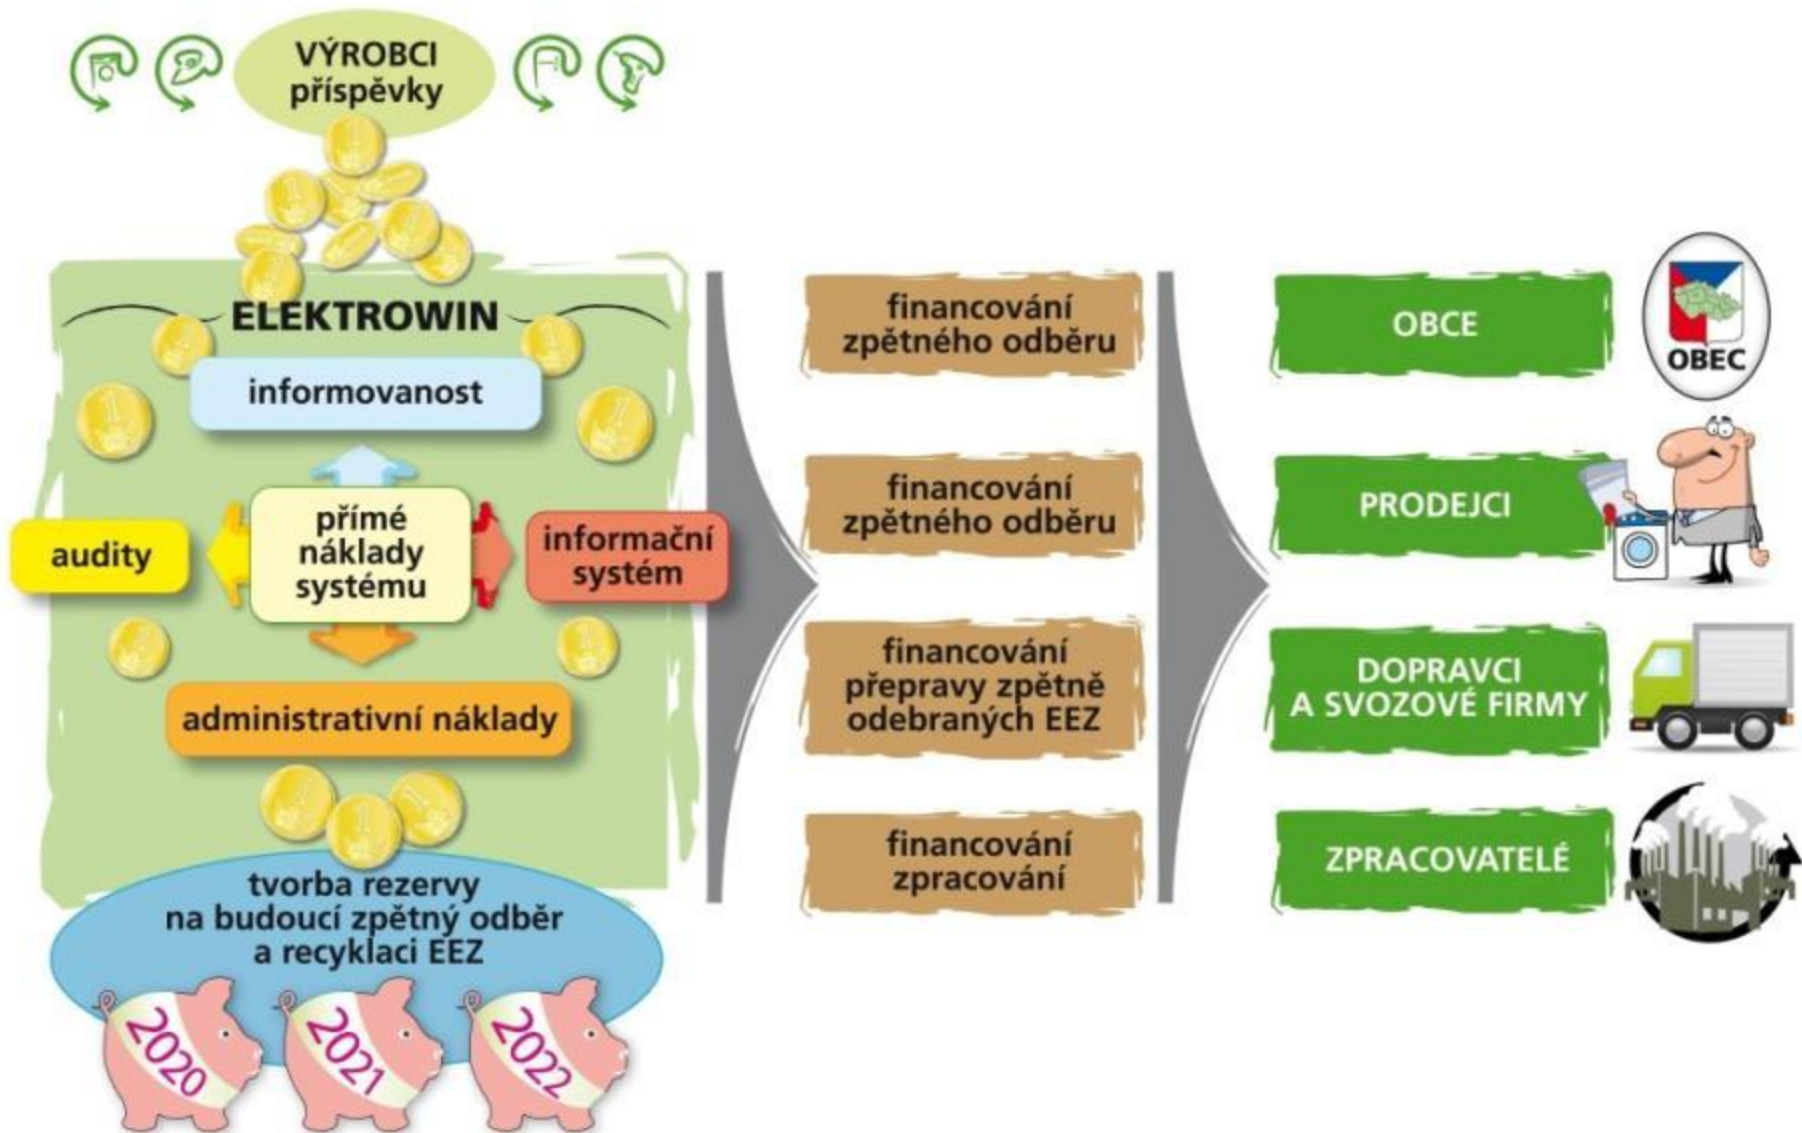 VÝROBCI
příspěvky
ELEKTROWIN
informovanost
přímé
náklady
systému
audity
informační
systém
administrativní náklady
tvorba rezervy
na budoucí zpětný odběr
a recyklaci EEZ
2020
2021
2022
financování
zpětného odběru
financování
zpětného odběru
financování
přepravy zpětně
odebraných EEZ
financování
zpracování
OBCE
OBEC
PRODEJCI
DOPRAVCI
A SVOZOVÉ FIRMY
ZPRACOVATELÉ